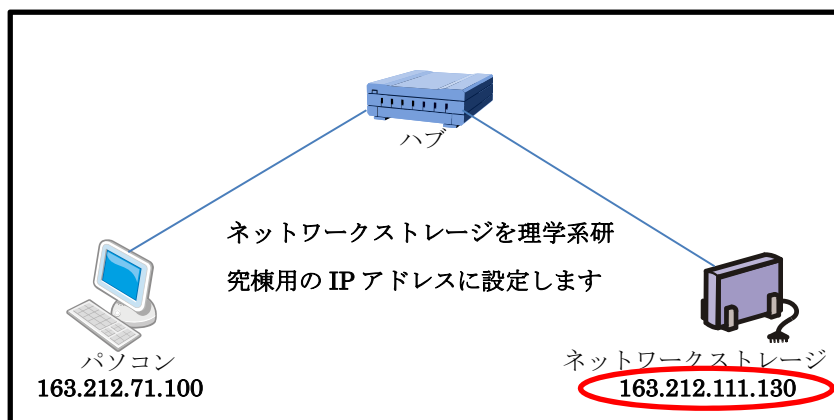 ハブ
ネットワークストレージを理学系研
究棟用の IP アドレスに設定します
パソコン
163.212.71.100
ネットワークストレージ
163.212.111.130